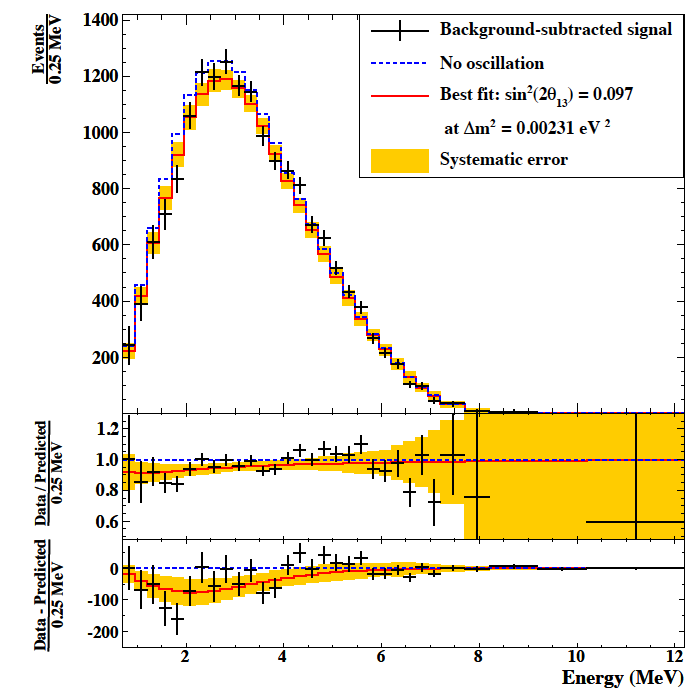 Events
0.25 MeV
1400
1200
1000
800
600
400
200
Background-subtracted signal
No oscillation
Best fit: sin²(2θ₁₃) = 0.097
at Δm² = 0.00231 eV ²
Systematic error
Data / Predicted
0.25 MeV
1.2
1.0
0.8
0.6
Data - Predicted
0.25 MeV
0
-100
-200
2 4 6 8 10 12
Energy (MeV)